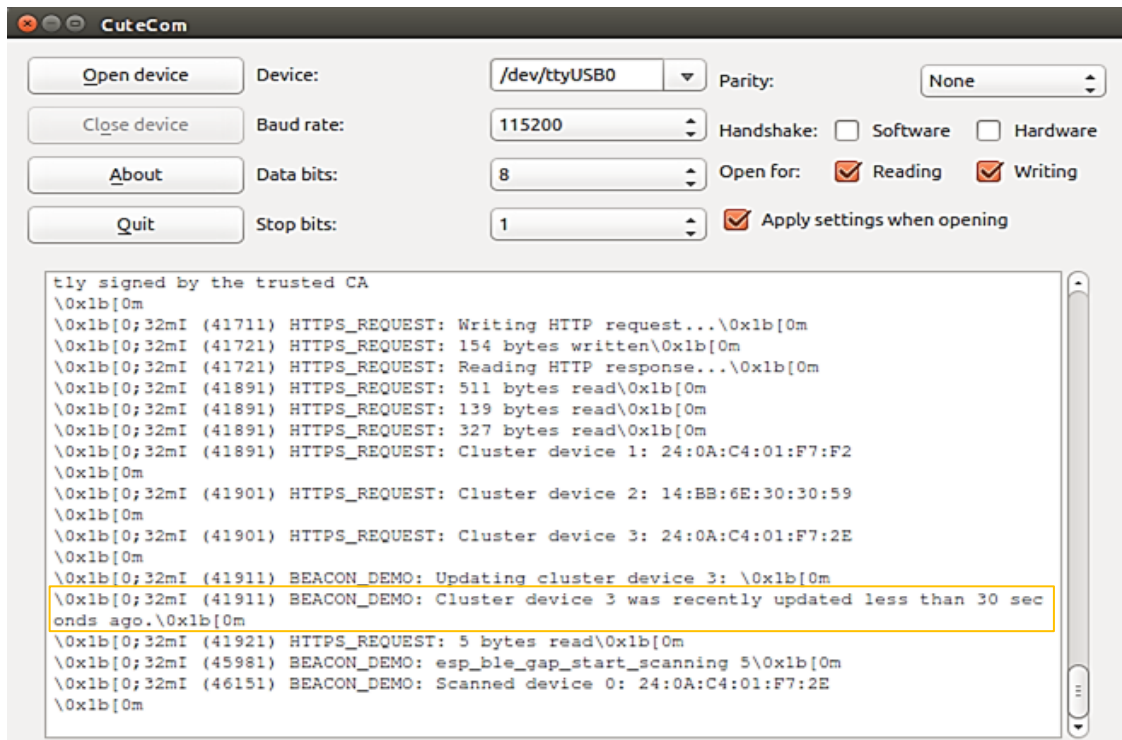 CuteCom
Open device Device: /dev/ttyUSB0 Parity: None
Close device Baud rate: 115200 Handshake: Software Hardware
About Data bits: 8 Open for: Reading Writing
Quit Stop bits: 1 Apply settings when opening
tly signed by the trusted CA
\0x1b[0m
\0x1b[0;32mI (41711) HTTPS_REQUEST: Writing HTTP request...\0x1b[0m
\0x1b[0;32mI (41721) HTTPS_REQUEST: 154 bytes written\0x1b[0m
\0x1b[0;32mI (41721) HTTPS_REQUEST: Reading HTTP response...\0x1b[0m
\0x1b[0;32mI (41891) HTTPS_REQUEST: 511 bytes read\0x1b[0m
\0x1b[0;32mI (41891) HTTPS_REQUEST: 139 bytes read\0x1b[0m
\0x1b[0;32mI (41891) HTTPS_REQUEST: 327 bytes read\0x1b[0m
\0x1b[0;32mI (41891) HTTPS_REQUEST: Cluster device 1: 24:0A:C4:01:F7:F2
\0x1b[0m
\0x1b[0;32mI (41901) HTTPS_REQUEST: Cluster device 2: 14:BB:6E:30:30:59
\0x1b[0m
\0x1b[0;32mI (41901) HTTPS_REQUEST: Cluster device 3: 24:0A:C4:01:F7:2E
\0x1b[0m
\0x1b[0;32mI (41911) BEACON_DEMO: Updating cluster device 3: \0x1b[0m
\0x1b[0;32mI (41911) BEACON_DEMO: Cluster device 3 was recently updated less than 30 sec
onds ago.\0x1b[0m
\0x1b[0;32mI (41921) HTTPS_REQUEST: 5 bytes read\0x1b[0m
\0x1b[0;32mI (45981) BEACON_DEMO: esp_ble_gap_start_scanning 5\0x1b[0m
\0x1b[0;32mI (46151) BEACON_DEMO: Scanned device 0: 24:0A:C4:01:F7:2E
\0x1b[0m